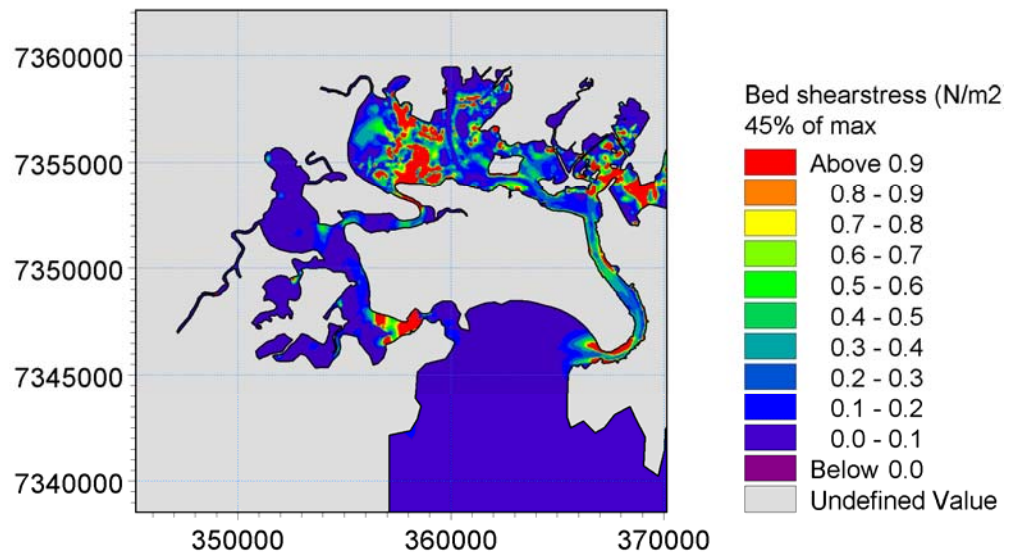 7360000
7355000
7350000
7345000
7340000
350000 360000 370000
Bed shearstress (N/m2
45% of max
Above 0.9
0.8 - 0.9
0.7 - 0.8
0.6 - 0.7
0.5 - 0.6
0.4 - 0.5
0.3 - 0.4
0.2 - 0.3
0.1 - 0.2
0.0 - 0.1
Below 0.0
Undefined Value